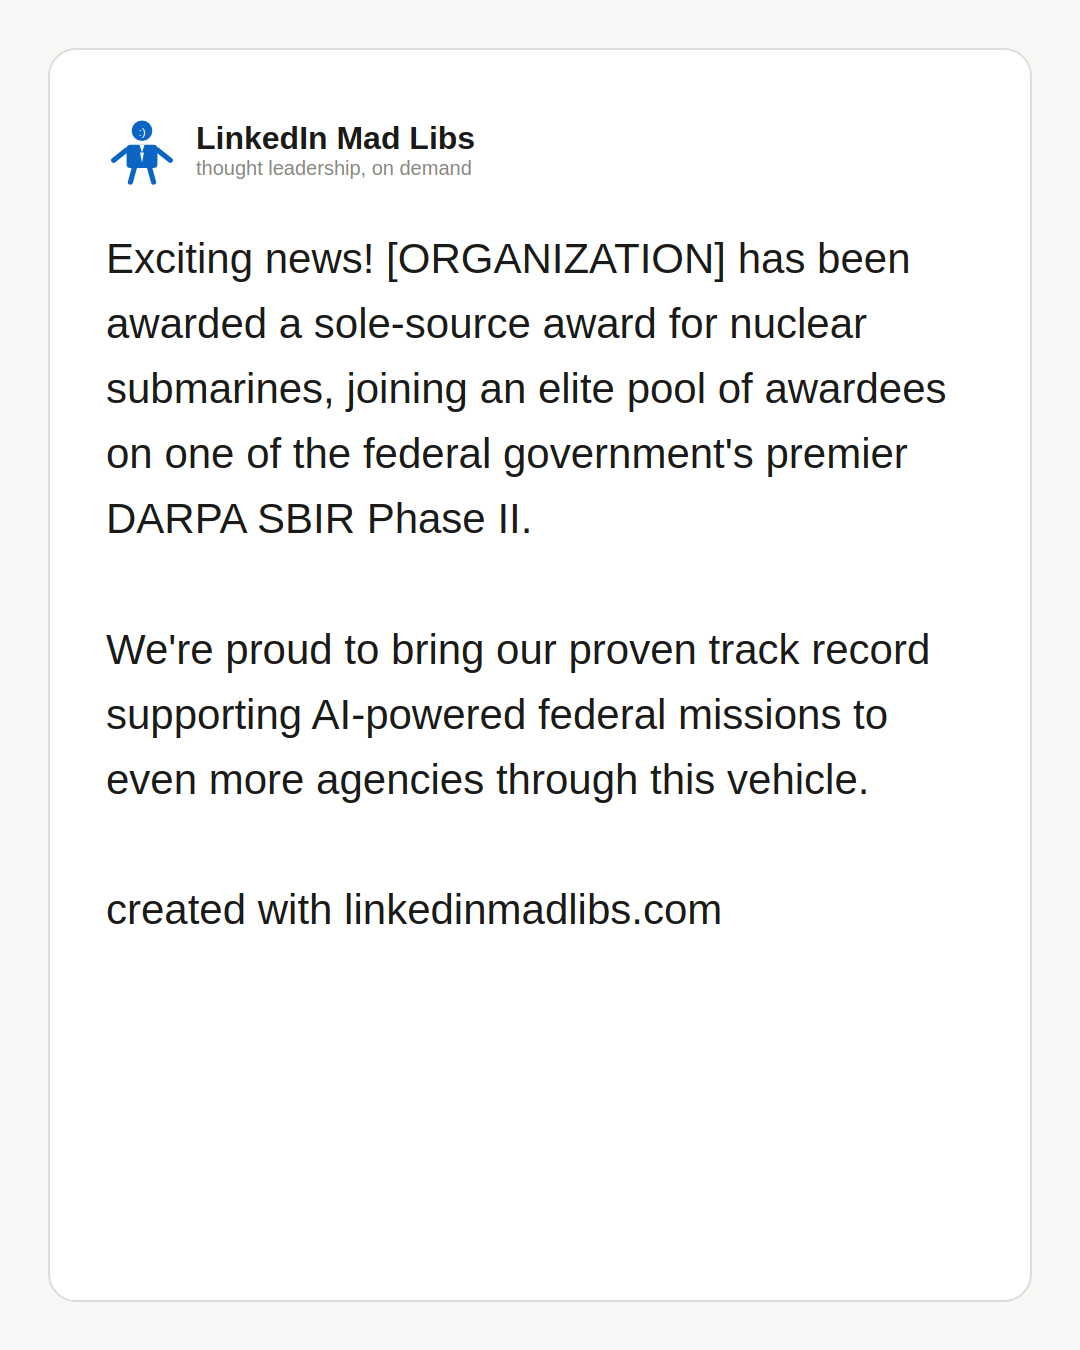 :)
LinkedIn Mad Libs
thought leadership, on demand
Exciting news! [ORGANIZATION] has been
awarded a sole-source award for nuclear
submarines, joining an elite pool of awardees
on one of the federal government's premier
DARPA SBIR Phase II.
We're proud to bring our proven track record
supporting AI-powered federal missions to
even more agencies through this vehicle.
created with linkedinmadlibs.com